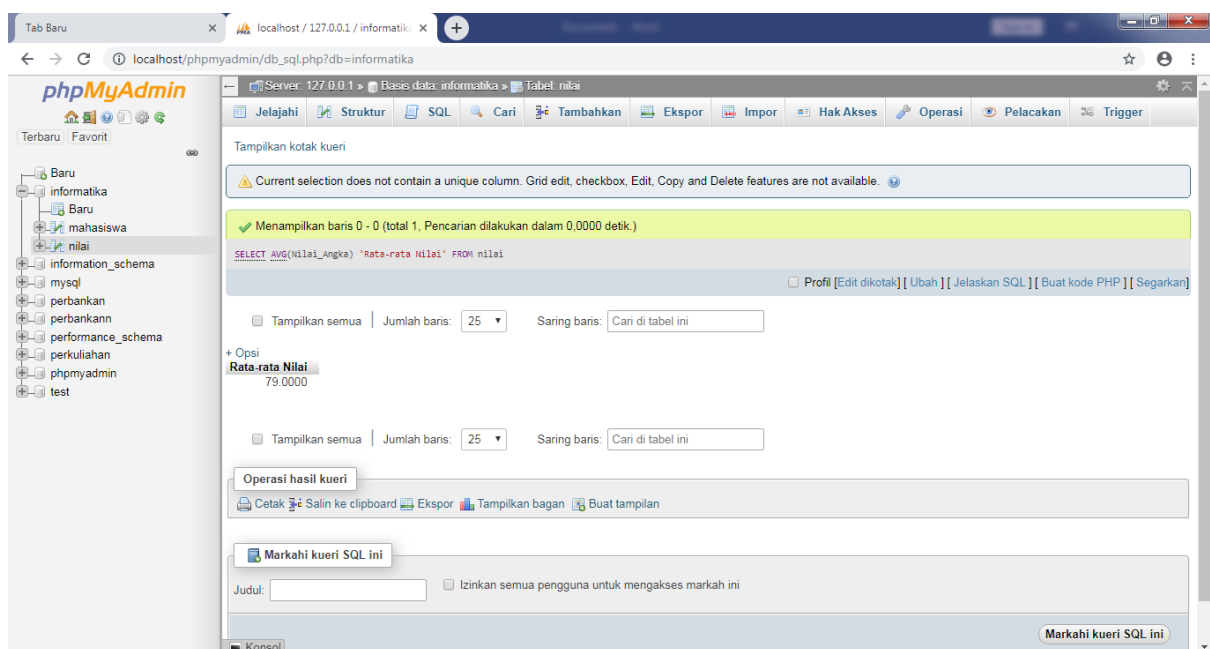 Tab Baru
localhost / 127.0.0.1 / informatik
localhost/phpmyadmin/db_sql.php?db=informatika
phpMyAdmin
Terbaru Favorit
Baru
informatika
Baru
mahasiswa
nilai
information_schema
mysql
perbankan
perbankann
performance_schema
perkuliahan
phpmyadmin
test
Server: 127.0.0.1 » Basis data: informatika » Tabel: nilai
Jelajahi Struktur SQL Cari Tambahkan Ekspor Impor Hak Akses Operasi Pelacakan Trigger
Tampilkan kotak kueri
Current selection does not contain a unique column. Grid edit, checkbox, Edit, Copy and Delete features are not available.
Menampilkan baris 0 - 0 (total 1, Pencarian dilakukan dalam 0,0000 detik.)
SELECT AVG(Nilai_Angka) 'Rata-rata Nilai' FROM nilai
Profil [Edit dikotak] [ Ubah ] [ Jelaskan SQL ] [ Buat kode PHP ] [ Segarkan]
Tampilkan semua | Jumlah baris: 25 Saring baris: Cari di tabel ini
+ Opsi
Rata-rata Nilai
79.0000
Tampilkan semua | Jumlah baris: 25 Saring baris: Cari di tabel ini
Operasi hasil kueri
Cetak Salin ke clipboard Ekspor Tampilkan bagan Buat tampilan
Markahi kueri SQL ini
Judul: Izinkan semua pengguna untuk mengakses markah ini
Markahi kueri SQL ini
Konsol